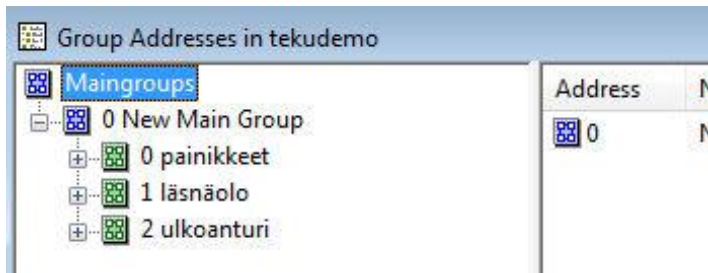 Group Addresses in tekudemo
Maingroups
0 New Main Group
0 painikkeet
1 läsnäolo
2 ulkoanturi
Address
0